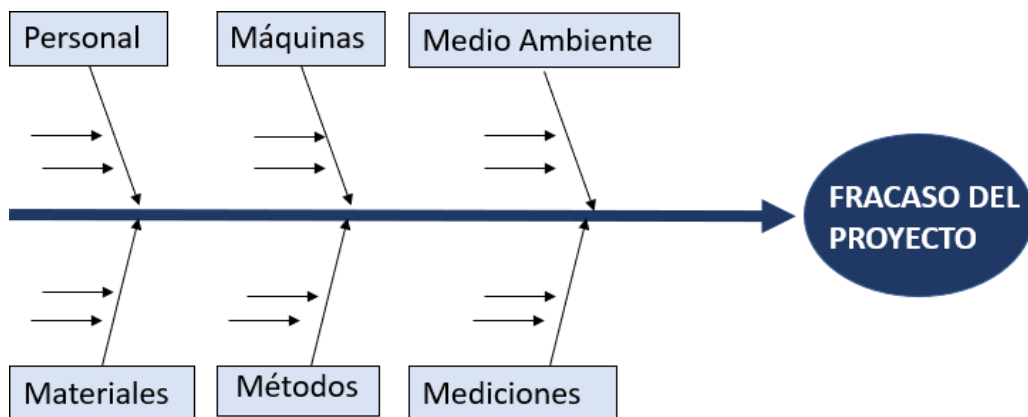 Personal
Máquinas
Medio Ambiente
FRACASO DEL
PROYECTO
Materiales
Métodos
Mediciones